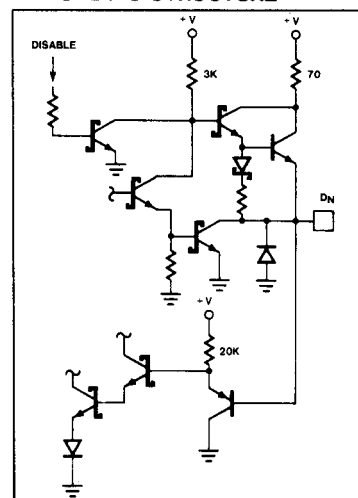 + V
+ V
DISABLE
3K
70
DN
+ V
20K